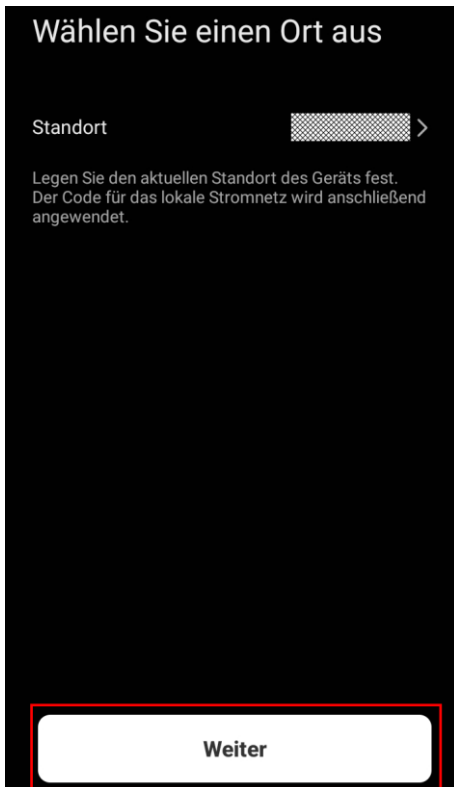 Wählen Sie einen Ort aus
Standort
Legen Sie den aktuellen Standort des Geräts fest.
Der Code für das lokale Stromnetz wird anschließend
angewendet.
Weiter